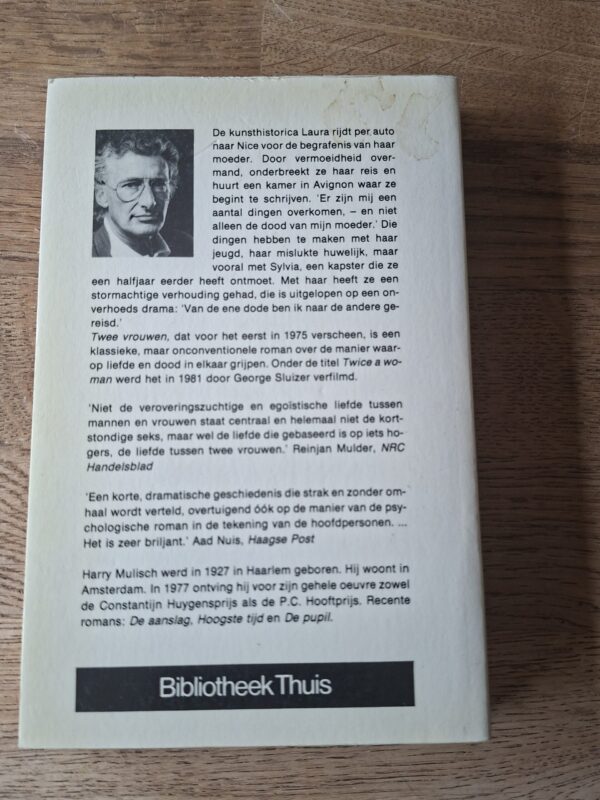 De kunsthistorica Laura rijdt per auto
naar Nice voor de begrafenis van haar
moeder. Door vermoeidheid over-
mand, onderbreekt ze haar reis en
huurt een kamer in Avignon waar ze
begint te schrijven. 'Er zijn mij een
aantal dingen overkomen, – en niet
alleen de dood van mijn moeder.' Die
dingen hebben te maken met haar
jeugd, haar mislukte huwelijk, maar
vooral met Sylvia, een kapster die ze
een halfjaar eerder heeft ontmoet. Met haar heeft ze een
stormachtige verhouding gehad, die is uitgelopen op een on-
verhoeds drama: 'Van de ene dode ben ik naar de andere ge-
reisd.'
Twee vrouwen, dat voor het eerst in 1975 verscheen, is een
klassieke, maar onconventionele roman over de manier waar-
op liefde en dood in elkaar grijpen. Onder de titel Twice a wo-
man werd het in 1981 door George Sluizer verfilmd.
'Niet de veroveringszuchtige en egoïstische liefde tussen
mannen en vrouwen staat centraal en helemaal niet de kort-
stondige seks, maar wel de liefde die gebaseerd is op iets ho-
gers, de liefde tussen twee vrouwen.' Reinjan Mulder, NRC
Handelsblad
'Een korte, dramatische geschiedenis die strak en zonder om-
haal wordt verteld, overtuigend óók op de manier van de psy-
chologische roman in de tekening van de hoofdpersonen. ...
Het is zeer briljant.' Aad Nuis, Haagse Post
Harry Mulisch werd in 1927 in Haarlem geboren. Hij woont in
Amsterdam. In 1977 ontving hij voor zijn gehele oeuvre zowel
de Constantijn Huygensprijs als de P.C. Hooftprijs. Recente
romans: De aanslag, Hoogste tijd en De pupil.
Bibliotheek Thuis